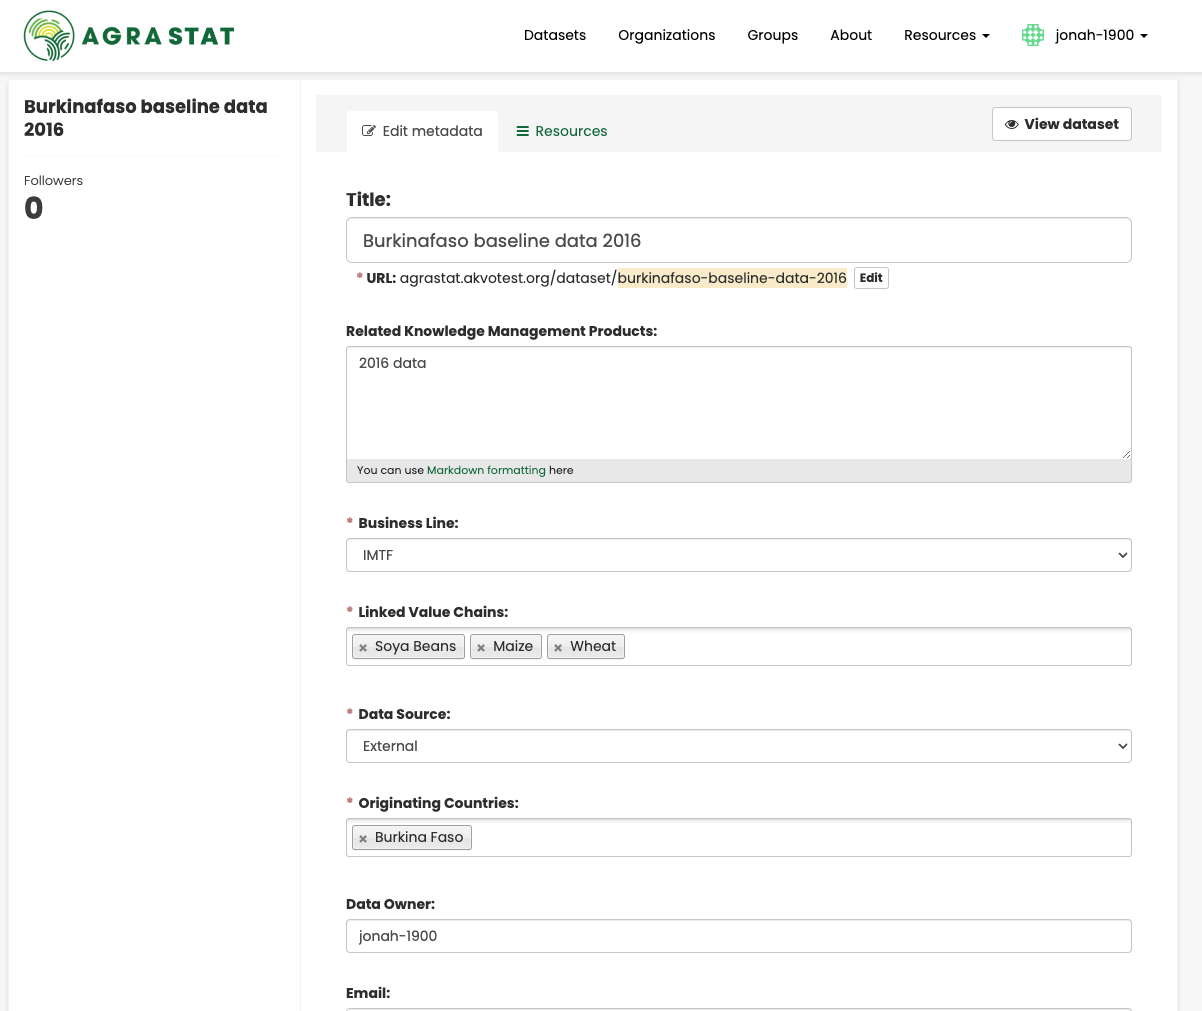 AGRA STAT
Datasets Organizations Groups About Resources jonah-1900
Burkinafaso baseline data
2016
Followers
0
Edit metadata Resources View dataset
Title:
Burkinafaso baseline data 2016
* URL: agrastat.akvotest.org/dataset/burkinafaso-baseline-data-2016 Edit
Related Knowledge Management Products:
2016 data
You can use Markdown formatting here
* Business Line:
IMTF
* Linked Value Chains:
× Soya Beans × Maize × Wheat
* Data Source:
External
* Originating Countries:
× Burkina Faso
Data Owner:
jonah-1900
Email: